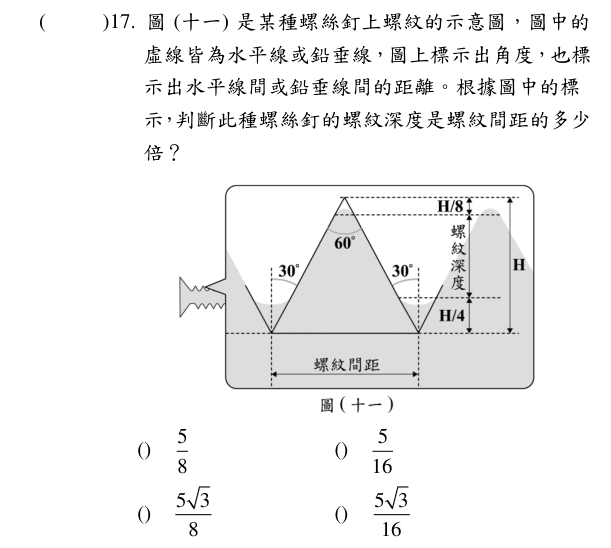 (　　)17. 圖 (十一) 是某種螺絲釘上螺紋的示意圖，圖中的
虛線皆為水平線或鉛垂線，圖上標示出角度，也標
示出水平線間或鉛垂線間的距離。根據圖中的標
示，判斷此種螺絲釘的螺紋深度是螺紋間距的多少
倍？
H/8
60°
螺紋深度
30°
30°
H
H/4
螺紋間距
圖 (十一)
() 5/8 () 5/16
() 5√3/8 () 5√3/16